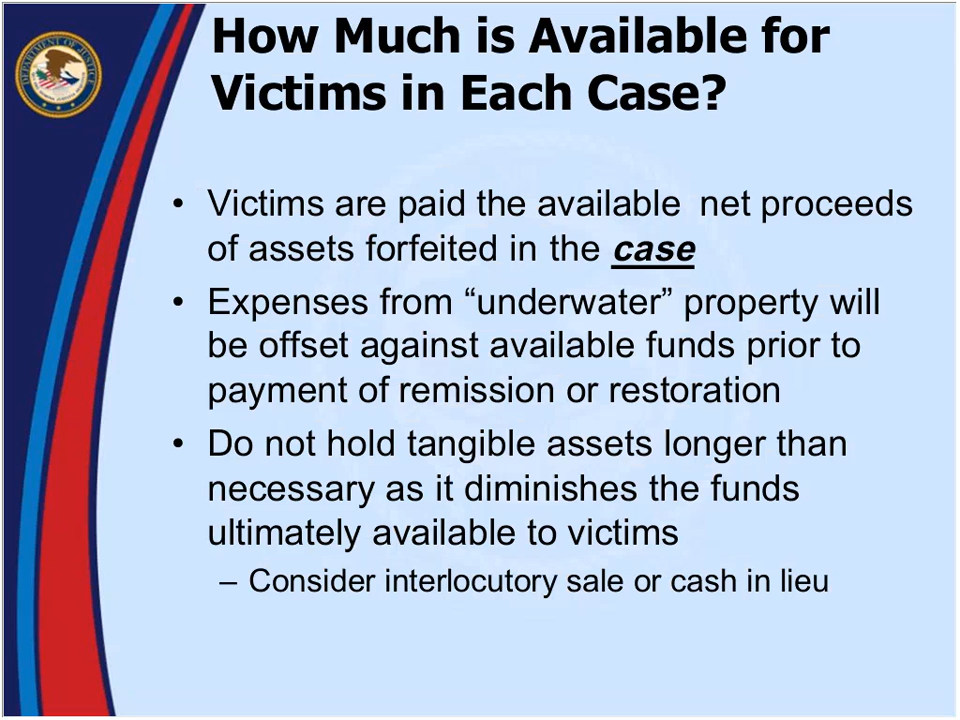 How Much is Available for
Victims in Each Case?
• Victims are paid the available net proceeds
of assets forfeited in the case
• Expenses from “underwater” property will
be offset against available funds prior to
payment of remission or restoration
• Do not hold tangible assets longer than
necessary as it diminishes the funds
ultimately available to victims
– Consider interlocutory sale or cash in lieu